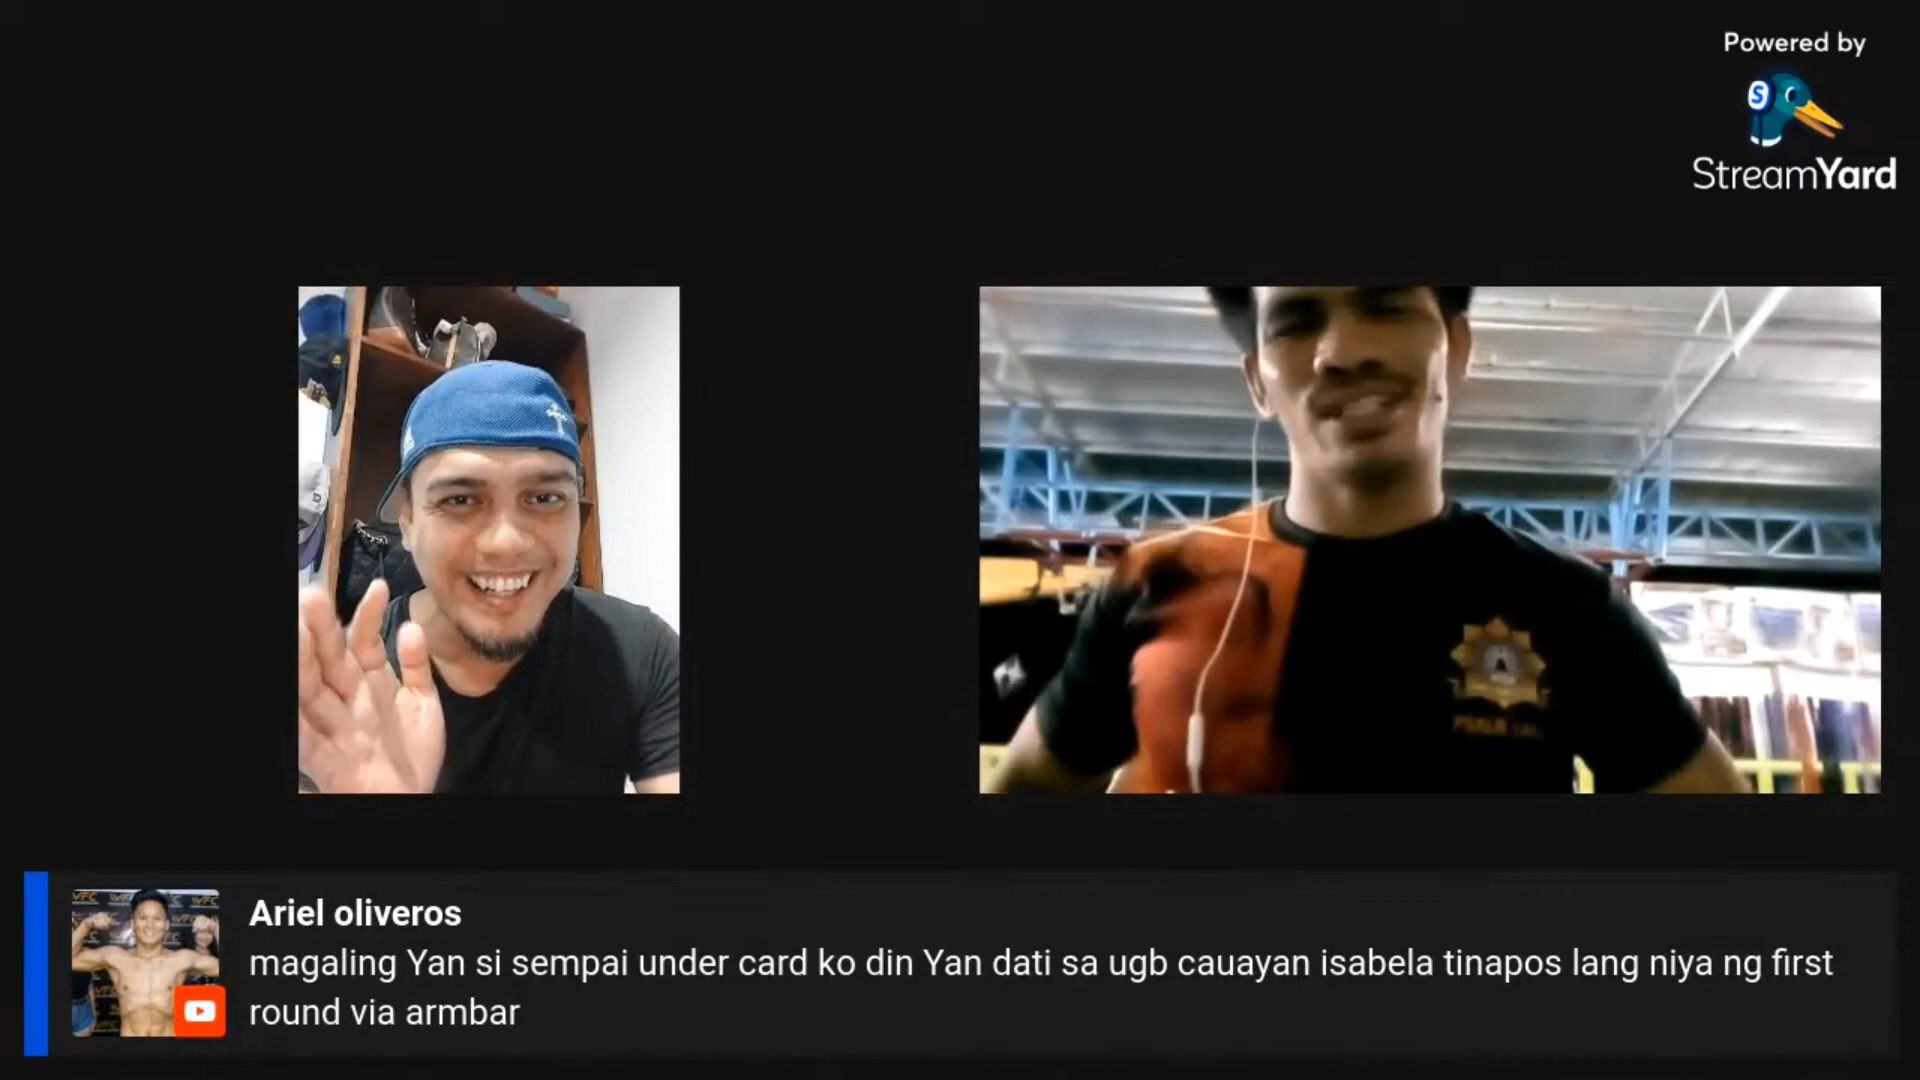 Powered by
StreamYard
Ariel oliveros
magaling Yan si sempai under card ko din Yan dati sa ugb cauayan isabela tinapos lang niya ng first
round via armbar